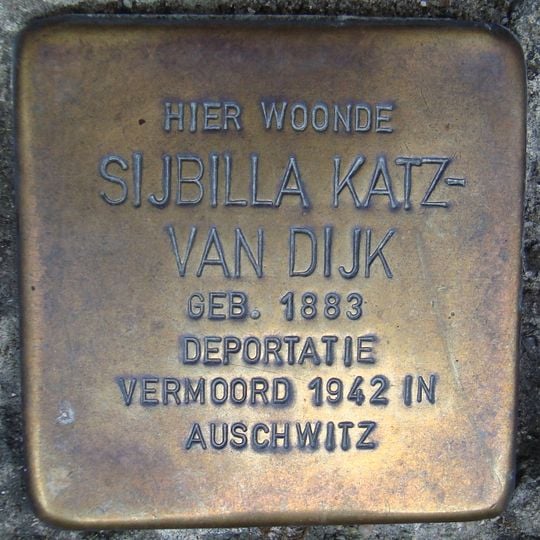 HIER WOONDE
SIJBILLA KATZ-
VAN DIJK
GEB. 1883
DEPORTATIE
VERMOORD 1942 IN
AUSCHWITZ